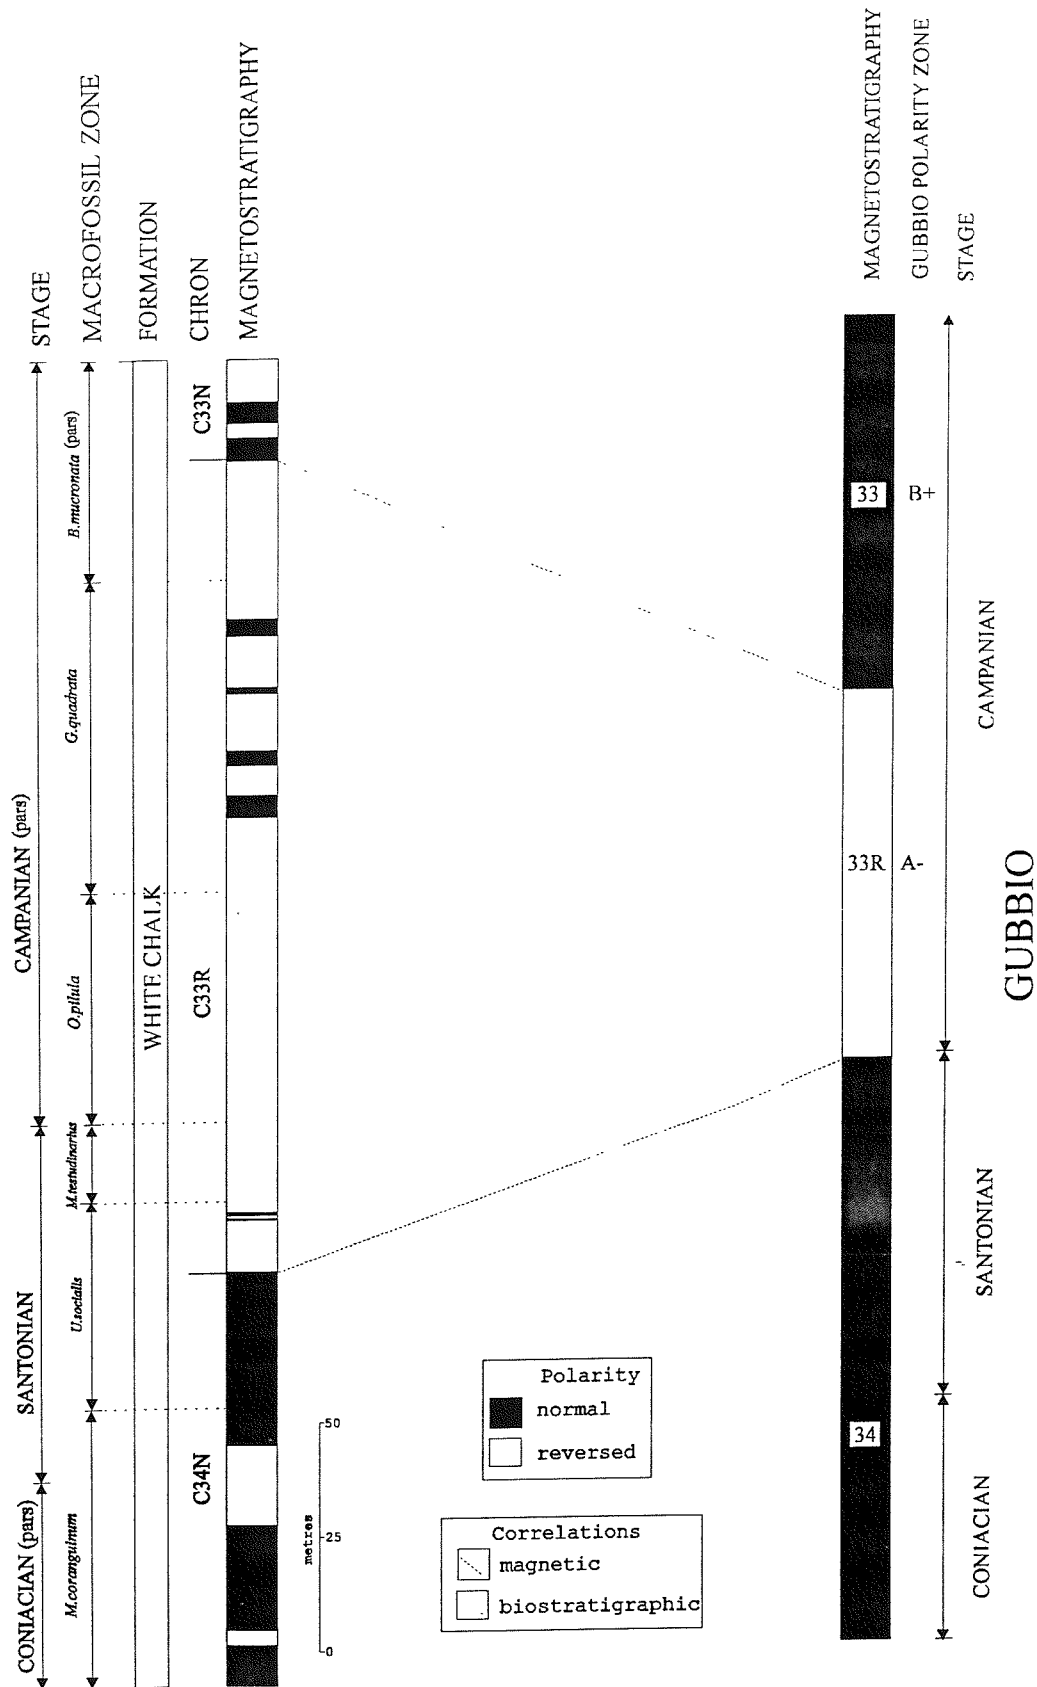 STAGE
MACROFOSSIL ZONE
FORMATION
CHRON
MAGNETOSTRATIGRAPHY
CAMPANIAN (pars)
SANTONIAN
CONIACIAN (pars)
B.mucronata (pars)
G.quadrata
O.pilula
M.testudinarius
U.socialis
M.coranguinum
WHITE CHALK
C33N
C33R
C34N
50
25
0
metres
Polarity
normal
reversed
Correlations
magnetic
biostratigraphic
MAGNETOSTRATIGRAPHY
GUBBIO POLARITY ZONE
STAGE
33
B+
33R
A-
34
CAMPANIAN
SANTONIAN
CONIACIAN
GUBBIO